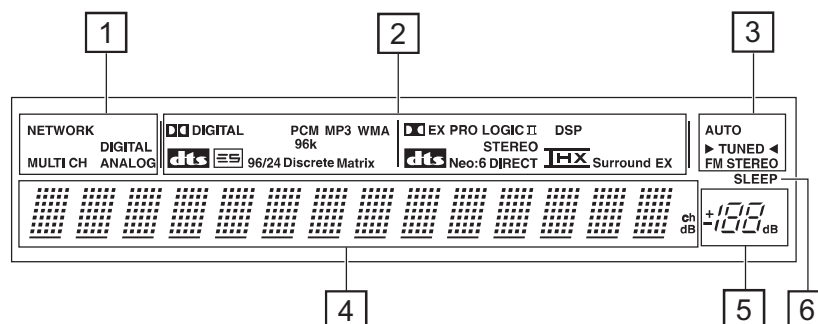 1 2 3
NETWORK
DIGITAL
MULTI CH ANALOG
DIGITAL PCM MP3 WMA
96k
dts ES 96/24 Discrete Matrix
EX PRO LOGIC II DSP
STEREO
dts Neo:6 DIRECT THX Surround EX
AUTO
▶ TUNED ◀
FM STEREO
SLEEP
ch
dB
±188 dB
4 5 6